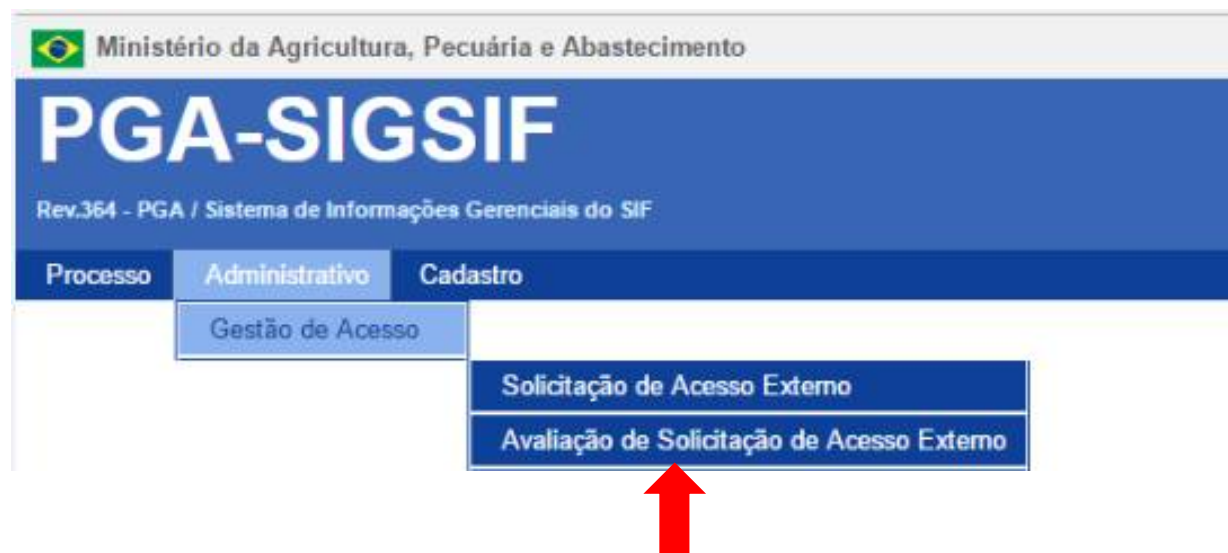 Ministério da Agricultura, Pecuária e Abastecimento
PGA-SIGSIF
Rev.364 - PGA / Sistema de Informações Gerenciais do SIF
Processo Administrativo Cadastro
Gestão de Acesso
Solicitação de Acesso Externo
Avaliação de Solicitação de Acesso Externo